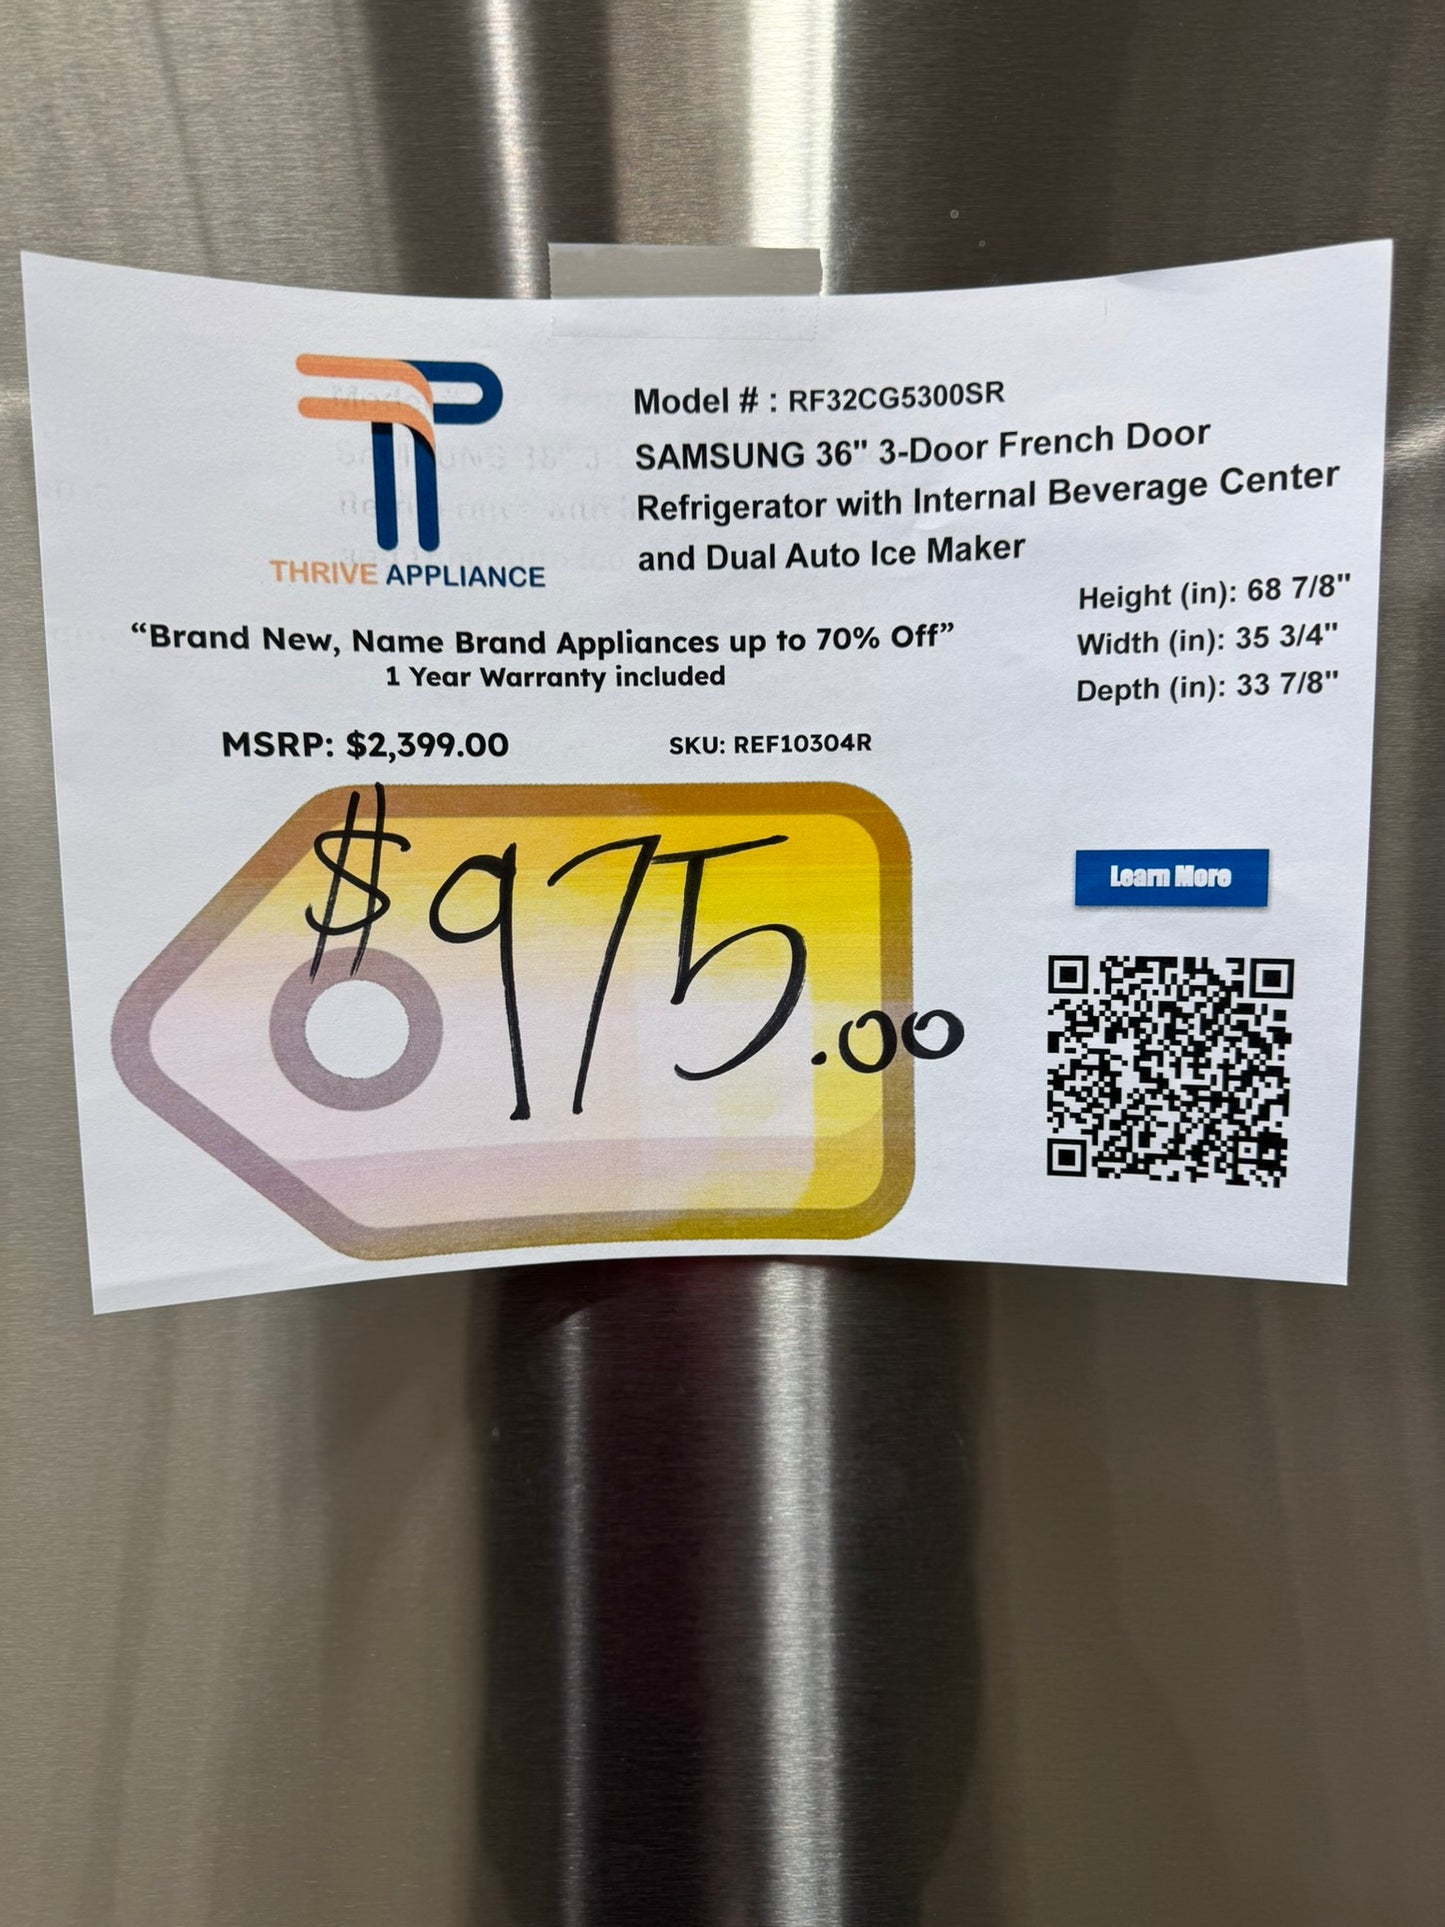 THRIVE APPLIANCE
Model # : RF32CG5300SR
SAMSUNG 36" 3-Door French Door
Refrigerator with Internal Beverage Center
and Dual Auto Ice Maker
Height (in): 68 7/8"
Width (in): 35 3/4"
Depth (in): 33 7/8"
“Brand New, Name Brand Appliances up to 70% Off”
1 Year Warranty included
MSRP: $2,399.00
SKU: REF10304R
$975.00
Learn More